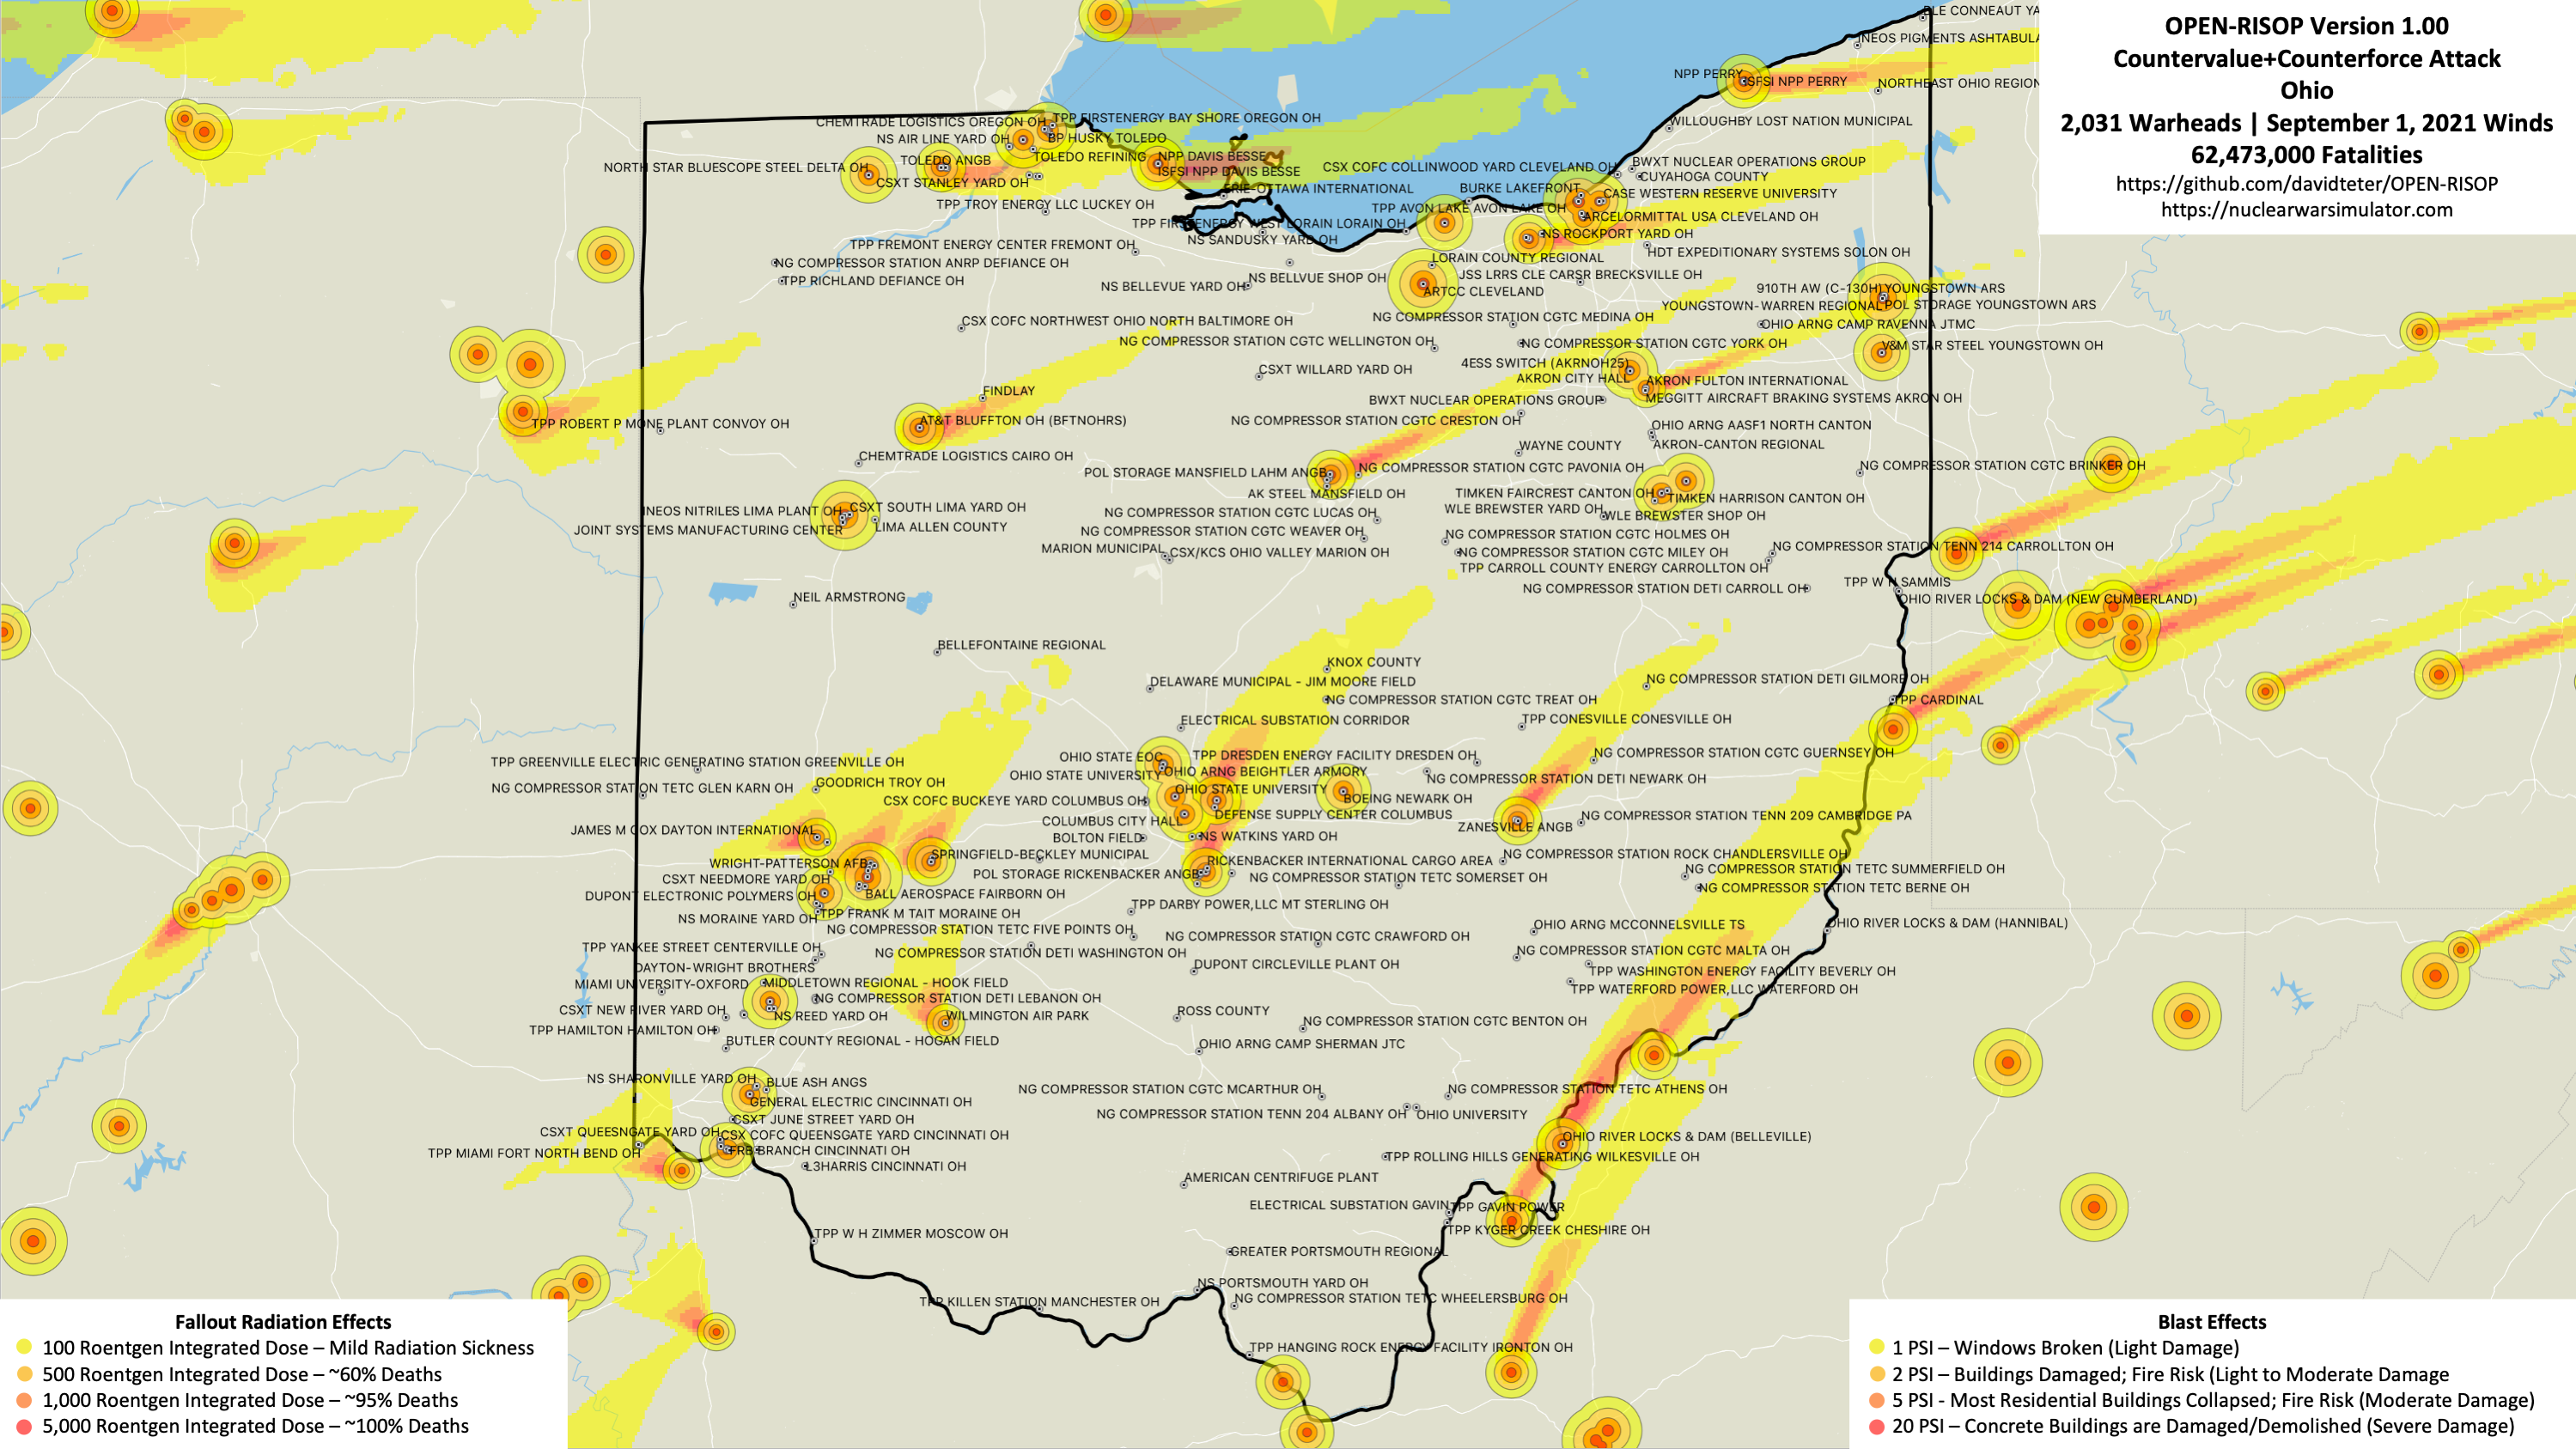 OPEN-RISOP Version 1.00
Countervalue+Counterforce Attack
Ohio
2,031 Warheads | September 1, 2021 Winds
62,473,000 Fatalities
https://github.com/davidteter/OPEN-RISOP
https://nuclearwarsimulator.com
INEOS PIGMENTS ASHTABULA
NPP PERRY
ISFSI NPP PERRY
NORTHEAST OHIO REGION
CHEMTRADE LOGISTICS OREGON OH
TPP FIRSTENERGY BAY SHORE OREGON OH
WILLOUGHBY LOST NATION MUNICIPAL
NS AIR LINE YARD OH
BP HUSKY TOLEDO
TOLEDO ANGB
TOLEDO REFINING
NPP DAVIS BESSE
NORTH STAR BLUESCOPE STEEL DELTA OH
ISFSI NPP DAVIS BESSE
CSX COFC COLLINWOOD YARD CLEVELAND OH
BWXT NUCLEAR OPERATIONS GROUP
CUYAHOGA COUNTY
CSXT STANLEY YARD OH
ERIE-OTTAWA INTERNATIONAL
BURKE LAKEFRONT
CASE WESTERN RESERVE UNIVERSITY
TPP TROY ENERGY LLC LUCKEY OH
TPP AVON LAKE AVON LAKE OH
ARCELORMITTAL USA CLEVELAND OH
TPP FIRSTENERGY WEST LORAIN LORAIN OH
NS ROCKPORT YARD OH
TPP FREMONT ENERGY CENTER FREMONT OH
NS SANDUSKY YARD OH
HDT EXPEDITIONARY SYSTEMS SOLON OH
NG COMPRESSOR STATION ANRP DEFIANCE OH
LORAIN COUNTY REGIONAL
TPP RICHLAND DEFIANCE OH
NS BELLEVUE YARD OH
NS BELLVUE SHOP OH
JSS LRRS CLE CARSR BRECKSVILLE OH
ARTCC CLEVELAND
910TH AW (C-130H) YOUNGSTOWN ARS
YOUNGSTOWN-WARREN REGIONAL
POL STORAGE YOUNGSTOWN ARS
CSX COFC NORTHWEST OHIO NORTH BALTIMORE OH
NG COMPRESSOR STATION CGTC MEDINA OH
OHIO ARNG CAMP RAVENNA JTMC
NG COMPRESSOR STATION CGTC WELLINGTON OH
NG COMPRESSOR STATION CGTC YORK OH
V&M STAR STEEL YOUNGSTOWN OH
CSXT WILLARD YARD OH
4ESS SWITCH (AKRNOH25)
AKRON CITY HALL
AKRON FULTON INTERNATIONAL
FINDLAY
BWXT NUCLEAR OPERATIONS GROUP
MEGGITT AIRCRAFT BRAKING SYSTEMS AKRON OH
TPP ROBERT P MONE PLANT CONVOY OH
AT&T BLUFFTON OH (BFTNOHRS)
NG COMPRESSOR STATION CGTC CRESTON OH
OHIO ARNG AASF1 NORTH CANTON
WAYNE COUNTY
AKRON-CANTON REGIONAL
CHEMTRADE LOGISTICS CAIRO OH
POL STORAGE MANSFIELD LAHM ANGB
NG COMPRESSOR STATION CGTC PAVONIA OH
NG COMPRESSOR STATION CGTC BRINKER OH
AK STEEL MANSFIELD OH
TIMKEN FAIRCREST CANTON OH
TIMKEN HARRISON CANTON OH
INEOS NITRILES LIMA PLANT OH
CSXT SOUTH LIMA YARD OH
NG COMPRESSOR STATION CGTC LUCAS OH
WLE BREWSTER YARD OH
WLE BREWSTER SHOP OH
JOINT SYSTEMS MANUFACTURING CENTER
LIMA ALLEN COUNTY
NG COMPRESSOR STATION CGTC WEAVER OH
NG COMPRESSOR STATION CGTC HOLMES OH
MARION MUNICIPAL
CSX/KCS OHIO VALLEY MARION OH
NG COMPRESSOR STATION CGTC MILEY OH
NG COMPRESSOR STATION TENN 214 CARROLLTON OH
TPP CARROLL COUNTY ENERGY CARROLLTON OH
NG COMPRESSOR STATION DETI CARROLL OH
TPP W H SAMMIS
NEIL ARMSTRONG
OHIO RIVER LOCKS & DAM (NEW CUMBERLAND)
BELLEFONTAINE REGIONAL
KNOX COUNTY
DELAWARE MUNICIPAL - JIM MOORE FIELD
NG COMPRESSOR STATION DETI GILMORE OH
NG COMPRESSOR STATION CGTC TREAT OH
TPP CARDINAL
ELECTRICAL SUBSTATION CORRIDOR
TPP CONESVILLE CONESVILLE OH
TPP GREENVILLE ELECTRIC GENERATING STATION GREENVILLE OH
OHIO STATE EOC
TPP DRESDEN ENERGY FACILITY DRESDEN OH
NG COMPRESSOR STATION CGTC GUERNSEY OH
OHIO STATE UNIVERSITY
OHIO ARNG BEIGHTLER ARMORY
NG COMPRESSOR STATION DETI NEWARK OH
NG COMPRESSOR STATION TETC GLEN KARN OH
GOODRICH TROY OH
OHIO STATE UNIVERSITY
CSX COFC BUCKEYE YARD COLUMBUS OH
BOEING NEWARK OH
COLUMBUS CITY HALL
DEFENSE SUPPLY CENTER COLUMBUS
NG COMPRESSOR STATION TENN 209 CAMBRIDGE PA
JAMES M COX DAYTON INTERNATIONAL
BOLTON FIELD
NS WATKINS YARD OH
ZANESVILLE ANGB
WRIGHT-PATTERSON AFB
SPRINGFIELD-BECKLEY MUNICIPAL
RICKENBACKER INTERNATIONAL CARGO AREA
NG COMPRESSOR STATION ROCK CHANDLERSVILLE OH
CSXT NEEDMORE YARD OH
POL STORAGE RICKENBACKER ANGB
NG COMPRESSOR STATION TETC SOMERSET OH
NG COMPRESSOR STATION TETC SUMMERFIELD OH
DUPONT ELECTRONIC POLYMERS OH
BALL AEROSPACE FAIRBORN OH
NG COMPRESSOR STATION TETC BERNE OH
NS MORAINE YARD OH
TPP FRANK M TAIT MORAINE OH
TPP DARBY POWER,LLC MT STERLING OH
NG COMPRESSOR STATION TETC FIVE POINTS OH
OHIO ARNG MCCONNELSVILLE TS
OHIO RIVER LOCKS & DAM (HANNIBAL)
TPP YANKEE STREET CENTERVILLE OH
NG COMPRESSOR STATION DETI WASHINGTON OH
NG COMPRESSOR STATION CGTC CRAWFORD OH
NG COMPRESSOR STATION CGTC MALTA OH
DAYTON-WRIGHT BROTHERS
DUPONT CIRCLEVILLE PLANT OH
TPP WASHINGTON ENERGY FACILITY BEVERLY OH
MIAMI UNIVERSITY-OXFORD
MIDDLETOWN REGIONAL - HOOK FIELD
TPP WATERFORD POWER,LLC WATERFORD OH
NG COMPRESSOR STATION DETI LEBANON OH
CSXT NEW RIVER YARD OH
NS REED YARD OH
WILMINGTON AIR PARK
ROSS COUNTY
NG COMPRESSOR STATION CGTC BENTON OH
TPP HAMILTON HAMILTON OH
BUTLER COUNTY REGIONAL - HOGAN FIELD
OHIO ARNG CAMP SHERMAN JTC
NS SHARONVILLE YARD OH
BLUE ASH ANGS
NG COMPRESSOR STATION CGTC MCARTHUR OH
NG COMPRESSOR STATION TETC ATHENS OH
GENERAL ELECTRIC CINCINNATI OH
CSXT JUNE STREET YARD OH
NG COMPRESSOR STATION TENN 204 ALBANY OH
OHIO UNIVERSITY
CSXT QUEESNGATE YARD OH
CSX COFC QUEENSGATE YARD CINCINNATI OH
OHIO RIVER LOCKS & DAM (BELLEVILLE)
TPP MIAMI FORT NORTH BEND OH
FRB BRANCH CINCINNATI OH
L3HARRIS CINCINNATI OH
TPP ROLLING HILLS GENERATING WILKESVILLE OH
AMERICAN CENTRIFUGE PLANT
ELECTRICAL SUBSTATION GAVIN
TPP GAVIN POWER
TPP W H ZIMMER MOSCOW OH
TPP KYGER CREEK CHESHIRE OH
GREATER PORTSMOUTH REGIONAL
NS PORTSMOUTH YARD OH
TPP KILLEN STATION MANCHESTER OH
NG COMPRESSOR STATION TETC WHEELERSBURG OH
TPP HANGING ROCK ENERGY FACILITY IRONTON OH
Fallout Radiation Effects
100 Roentgen Integrated Dose – Mild Radiation Sickness
500 Roentgen Integrated Dose – ~60% Deaths
1,000 Roentgen Integrated Dose – ~95% Deaths
5,000 Roentgen Integrated Dose – ~100% Deaths
Blast Effects
1 PSI – Windows Broken (Light Damage)
2 PSI – Buildings Damaged; Fire Risk (Light to Moderate Damage
5 PSI - Most Residential Buildings Collapsed; Fire Risk (Moderate Damage)
20 PSI – Concrete Buildings are Damaged/Demolished (Severe Damage)